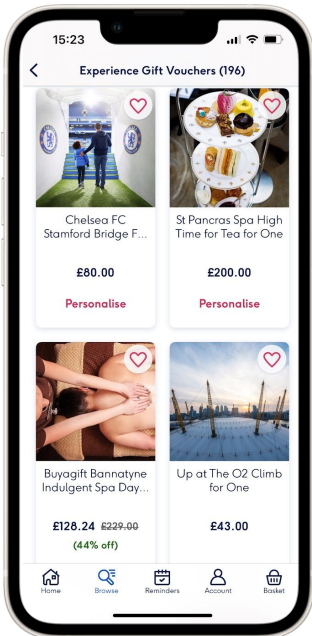 15:23
Experience Gift Vouchers (196)
Chelsea FC
Stamford Bridge F...
£80.00
Personalise
St Pancras Spa High
Time for Tea for One
£200.00
Personalise
Buyagift Bannatyne
Indulgent Spa Day...
£128.24 £229.00
(44% off)
Up at The O2 Climb
for One
£43.00
Home
Browse
Reminders
Account
Basket